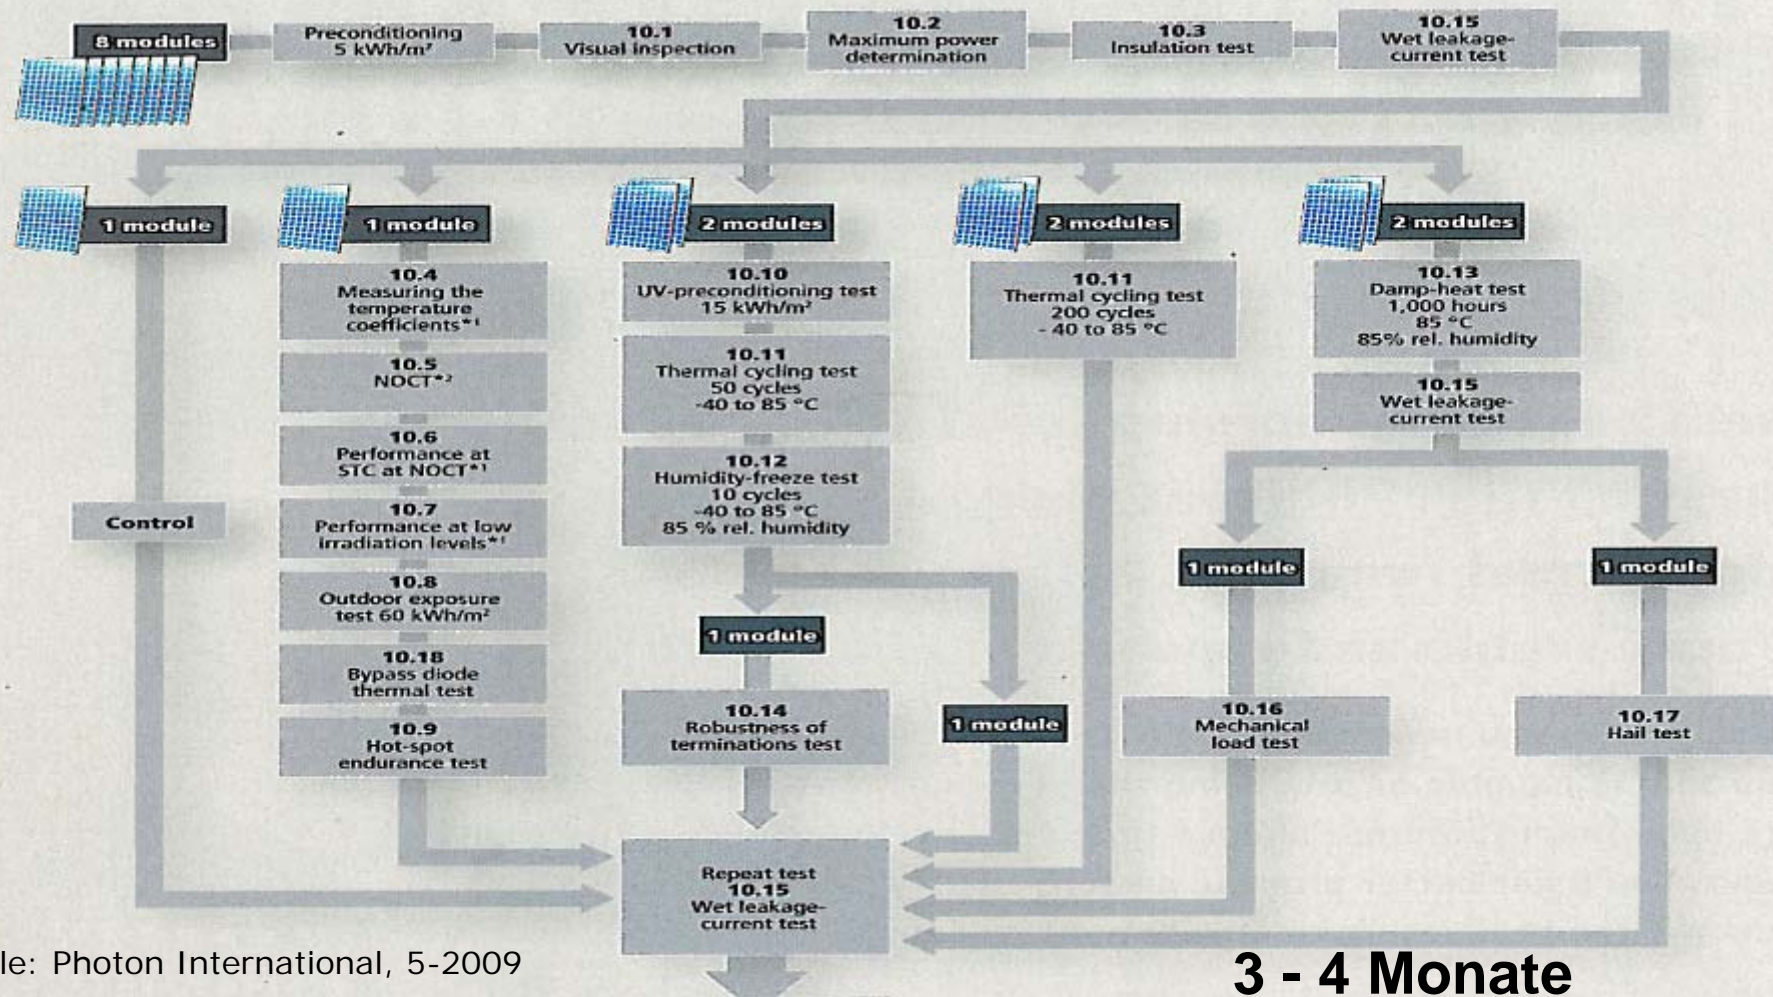 8 modules
Preconditioning
5 kWh/m²
10.1
Visual inspection
10.2
Maximum power
determination
10.3
Insulation test
10.15
Wet leakage-
current test
1 module
1 module
2 modules
2 modules
2 modules
Control
10.4
Measuring the
temperature
coefficients*¹
10.5
NOCT*²
10.6
Performance at
STC at NOCT*¹
10.7
Performance at low
irradiation levels*¹
10.8
Outdoor exposure
test 60 kWh/m²
10.18
Bypass diode
thermal test
10.9
Hot-spot
endurance test
10.10
UV-preconditioning test
15 kWh/m²
10.11
Thermal cycling test
50 cycles
-40 to 85 °C
10.12
Humidity-freeze test
10 cycles
-40 to 85 °C
85 % rel. humidity
1 module
10.14
Robustness of
terminations test
1 module
10.11
Thermal cycling test
200 cycles
- 40 to 85 °C
10.13
Damp-heat test
1,000 hours
85 °C
85% rel. humidity
10.15
Wet leakage-
current test
1 module
10.16
Mechanical
load test
1 module
10.17
Hail test
Repeat test
10.15
Wet leakage-
current test
le: Photon International, 5-2009
3 - 4 Monate